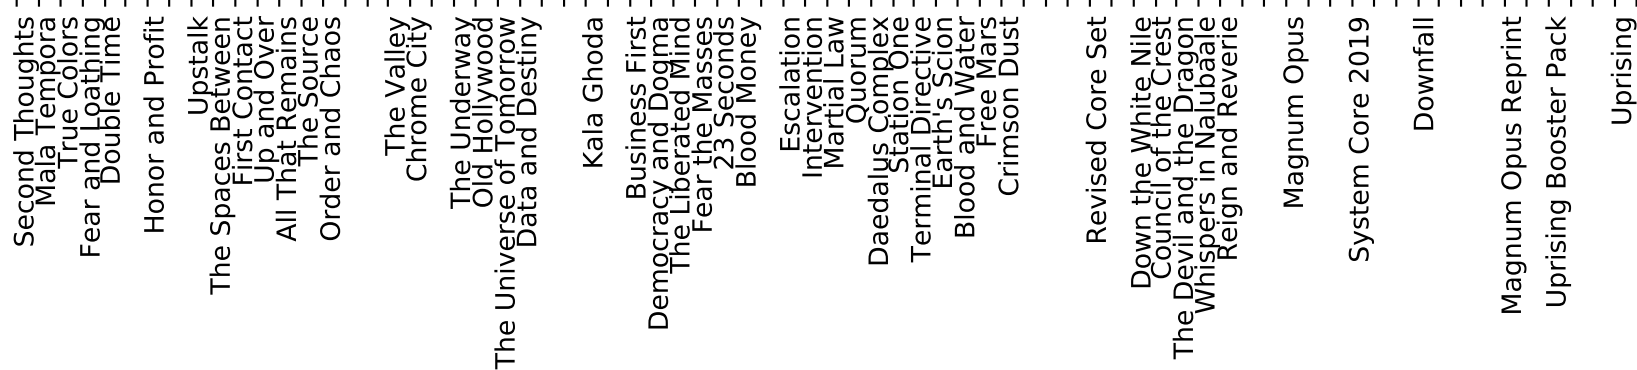 Second Thoughts
Mala Tempora
True Colors
Fear and Loathing
Double Time
Honor and Profit
Upstalk
The Spaces Between
First Contact
Up and Over
All That Remains
The Source
Order and Chaos
The Valley
Chrome City
The Underway
Old Hollywood
The Universe of Tomorrow
Data and Destiny
Kala Ghoda
Business First
Democracy and Dogma
The Liberated Mind
Fear the Masses
23 Seconds
Blood Money
Escalation
Intervention
Martial Law
Quorum
Daedalus Complex
Station One
Terminal Directive
Earth's Scion
Blood and Water
Free Mars
Crimson Dust
Revised Core Set
Down the White Nile
Council of the Crest
The Devil and the Dragon
Whispers in Nalubaale
Reign and Reverie
Magnum Opus
System Core 2019
Downfall
Magnum Opus Reprint
Uprising Booster Pack
Uprising